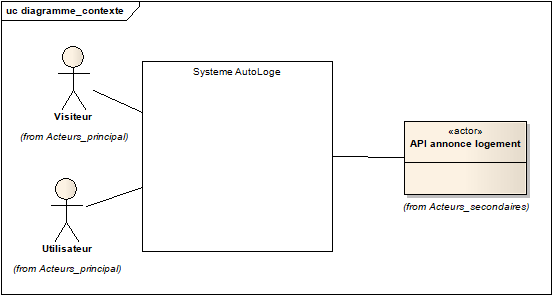 uc diagramme_contexte
Systeme AutoLoge
Visiteur
(from Acteurs_principal)
«actor»
API annonce logement
(from Acteurs_secondaires)
Utilisateur
(from Acteurs_principal)